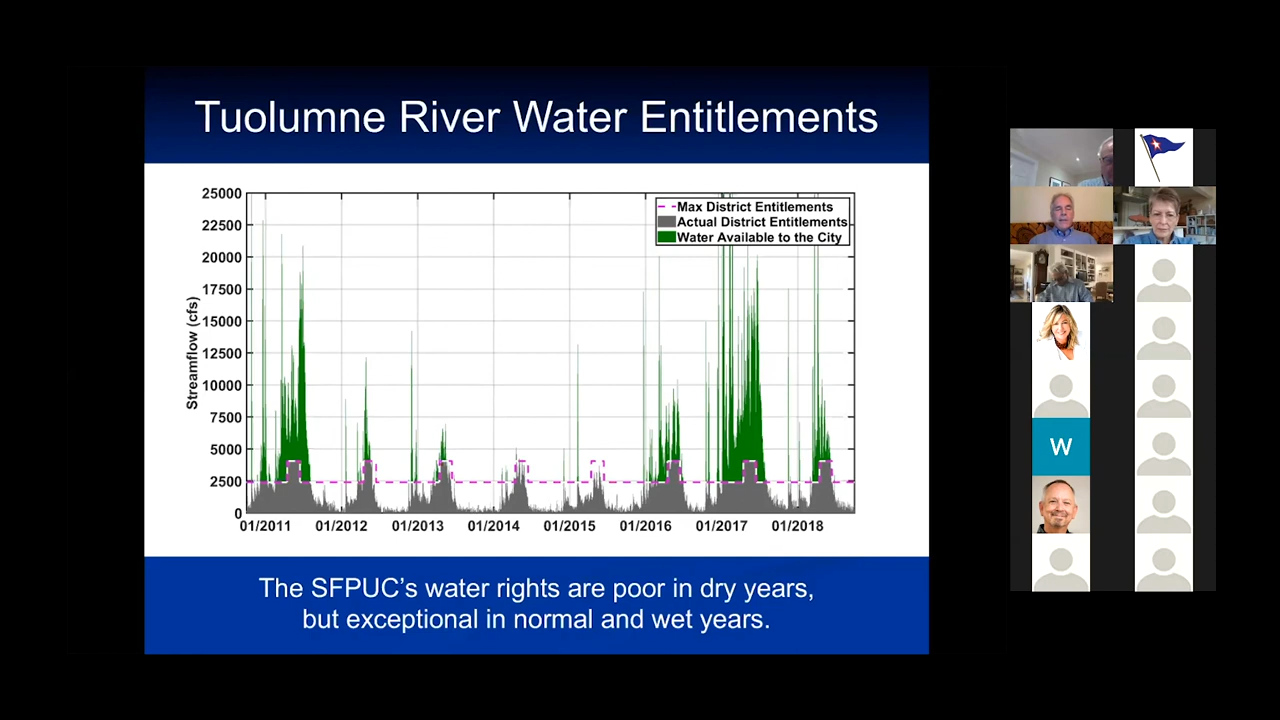 Tuolumne River Water Entitlements
25000
22500
20000
17500
15000
12500
10000
7500
5000
2500
0
Streamflow (cfs)
Max District Entitlements
Actual District Entitlements
Water Available to the City
01/2011 01/2012 01/2013 01/2014 01/2015 01/2016 01/2017 01/2018
The SFPUC's water rights are poor in dry years,
but exceptional in normal and wet years.
W